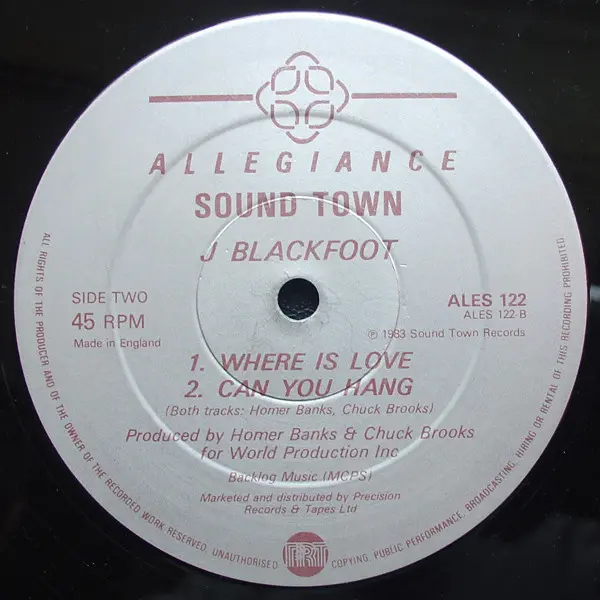 ALLEGIANCE
SOUND TOWN
J BLACKFOOT
SIDE TWO
45 RPM
Made in England
ALES 122
ALES 122-B
℗ 1983 Sound Town Records
1. WHERE IS LOVE
2. CAN YOU HANG
(Both tracks: Homer Banks, Chuck Brooks)
Produced by Homer Banks & Chuck Brooks
for World Production Inc
Backlog Music (MCPS)
Marketed and distributed by Precision
Records & Tapes Ltd
ALL RIGHTS OF THE PRODUCER AND OF THE OWNER OF THE RECORDED WORK RESERVED. UNAUTHORISED COPYING, PUBLIC PERFORMANCE, BROADCASTING, HIRING OR RENTAL OF THIS RECORDING PROHIBITED
PRT